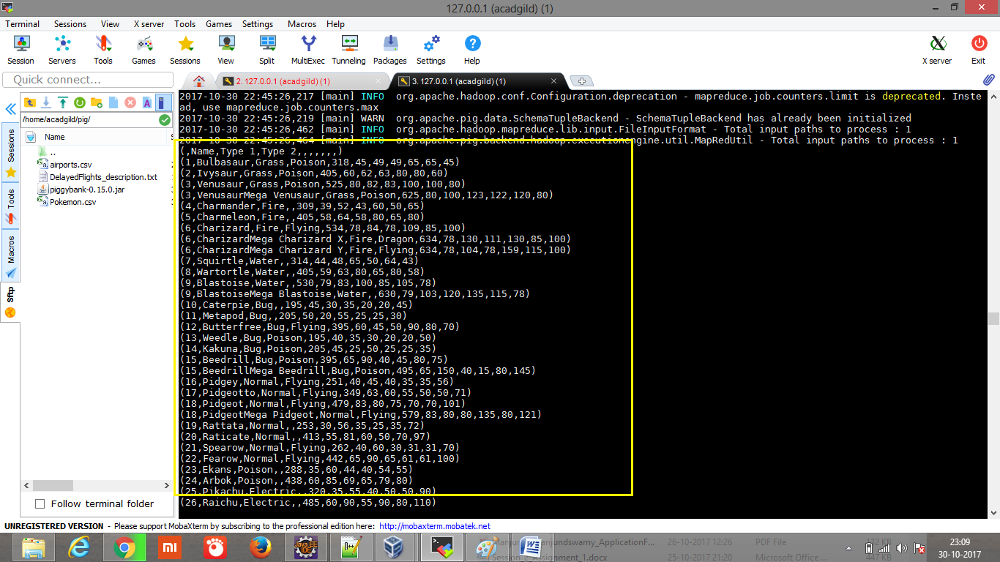 127.0.0.1 (acadgild) (1)
Terminal Sessions View X server Tools Games Settings Macros Help
Session Servers Tools Games Sessions View Split MultiExec Tunneling Packages Settings Help X server Exit
Quick connect...
2. 127.0.0.1 (acadgild) (1)
3. 127.0.0.1 (acadgild) (1)
/home/acadgild/pig/
Name
..
airports.csv
DelayedFlights_description.txt
piggybank-0.15.0.jar
Pokemon.csv
Sessions
Tools
Macros
Sftp
Follow terminal folder
2017-10-30 22:45:26,217 [main] INFO org.apache.hadoop.conf.Configuration.deprecation - mapreduce.job.counters.limit is deprecated. Inste
ad, use mapreduce.job.counters.max
2017-10-30 22:45:26,219 [main] WARN org.apache.pig.data.SchemaTupleBackend - SchemaTupleBackend has already been initialized
2017-10-30 22:45:26,462 [main] INFO org.apache.hadoop.mapreduce.lib.input.FileInputFormat - Total input paths to process : 1
2017-10-30 22:45:26,464 [main] INFO org.apache.pig.backend.hadoop.executionengine.util.MapRedUtil - Total input paths to process : 1
(,Name,Type 1,Type 2,,,,,,,)
(1,Bulbasaur,Grass,Poison,318,45,49,49,65,65,45)
(2,Ivysaur,Grass,Poison,405,60,62,63,80,80,60)
(3,Venusaur,Grass,Poison,525,80,82,83,100,100,80)
(3,VenusaurMega Venusaur,Grass,Poison,625,80,100,123,122,120,80)
(4,Charmander,Fire,,309,39,52,43,60,50,65)
(5,Charmeleon,Fire,,405,58,64,58,80,65,80)
(6,Charizard,Fire,Flying,534,78,84,78,109,85,100)
(6,CharizardMega Charizard X,Fire,Dragon,634,78,130,111,130,85,100)
(6,CharizardMega Charizard Y,Fire,Flying,634,78,104,78,159,115,100)
(7,Squirtle,Water,,314,44,48,65,50,64,43)
(8,Wartortle,Water,,405,59,63,80,65,80,58)
(9,Blastoise,Water,,530,79,83,100,85,105,78)
(9,BlastoiseMega Blastoise,Water,,630,79,103,120,135,115,78)
(10,Caterpie,Bug,,195,45,30,35,20,20,45)
(11,Metapod,Bug,,205,50,20,55,25,25,30)
(12,Butterfree,Bug,Flying,395,60,45,50,90,80,70)
(13,Weedle,Bug,Poison,195,40,35,30,20,20,50)
(14,Kakuna,Bug,Poison,205,45,25,50,25,25,35)
(15,Beedrill,Bug,Poison,395,65,90,40,45,80,75)
(15,BeedrillMega Beedrill,Bug,Poison,495,65,150,40,15,80,145)
(16,Pidgey,Normal,Flying,251,40,45,40,35,35,56)
(17,Pidgeotto,Normal,Flying,349,63,60,55,50,50,71)
(18,Pidgeot,Normal,Flying,479,83,80,75,70,70,101)
(18,PidgeotMega Pidgeot,Normal,Flying,579,83,80,80,135,80,121)
(19,Rattata,Normal,,253,30,56,35,25,35,72)
(20,Raticate,Normal,,413,55,81,60,50,70,97)
(21,Spearow,Normal,Flying,262,40,60,30,31,31,70)
(22,Fearow,Normal,Flying,442,65,90,65,61,61,100)
(23,Ekans,Poison,,288,35,60,44,40,54,55)
(24,Arbok,Poison,,438,60,85,69,65,79,80)
(25,Pikachu,Electric,,320,35,55,40,50,50,90)
(26,Raichu,Electric,,485,60,90,55,90,80,110)
UNREGISTERED VERSION - Please support MobaXterm by subscribing to the professional edition here: http://mobaxterm.mobatek.net
26-10-2017 12:26 PDF File
Session_2_Assignment_1.docx 25-10-2017 21:20 Microsoft Office ... 447 KB
23:09
30-10-2017